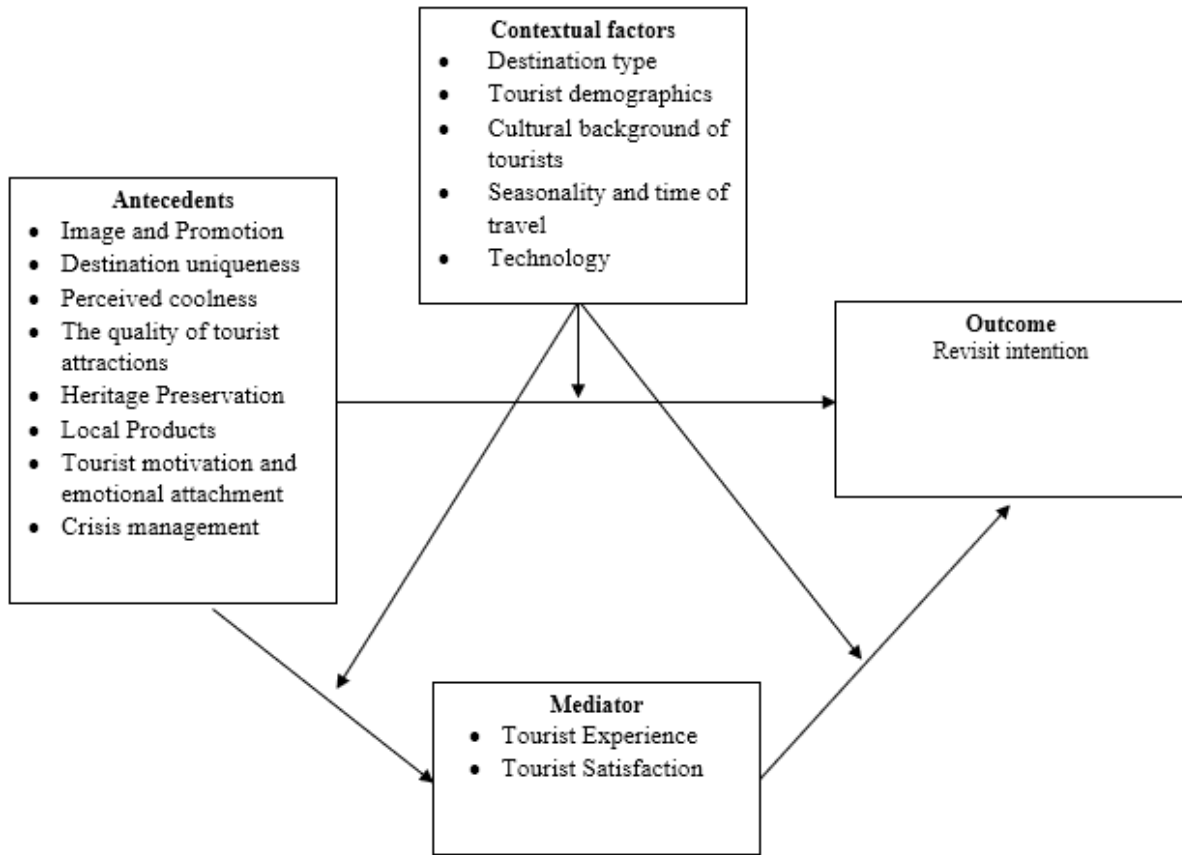 Contextual factors
• Destination type
• Tourist demographics
• Cultural background of
tourists
• Seasonality and time of
travel
• Technology
Antecedents
• Image and Promotion
• Destination uniqueness
• Perceived coolness
• The quality of tourist
attractions
• Heritage Preservation
• Local Products
• Tourist motivation and
emotional attachment
• Crisis management
Outcome
Revisit intention
Mediator
• Tourist Experience
• Tourist Satisfaction